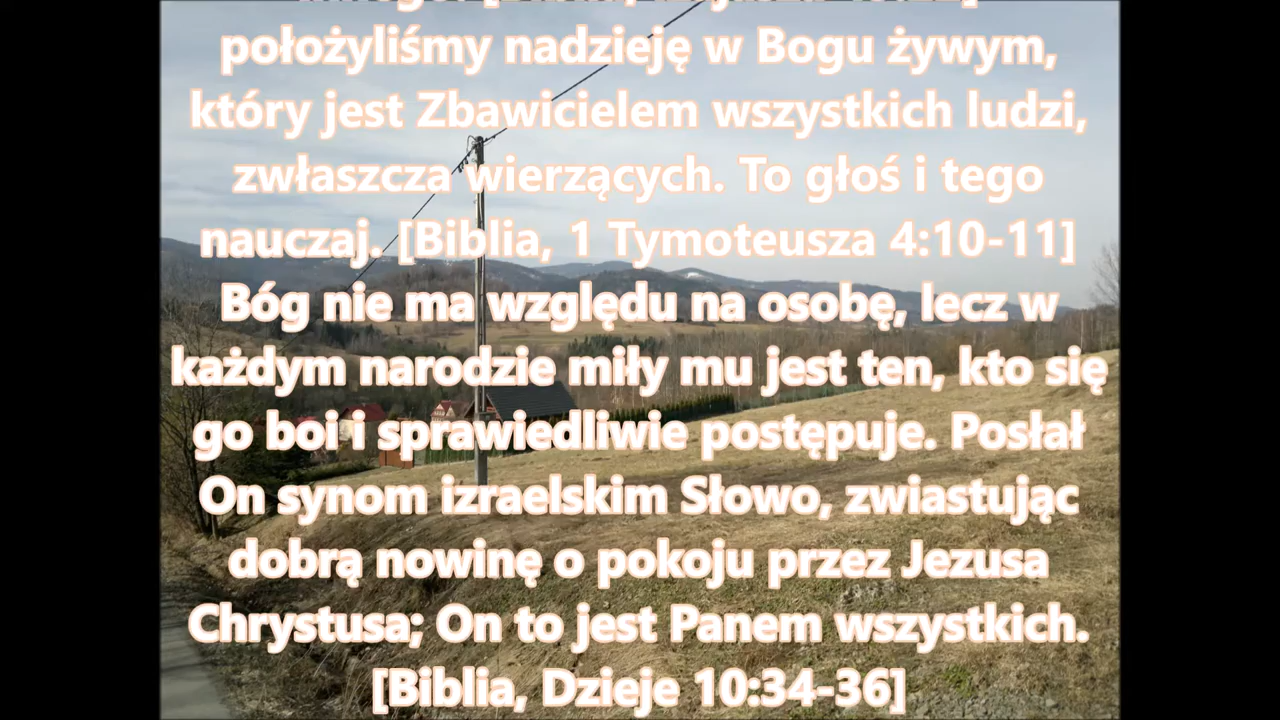 położyliśmy nadzieję w Bogu żywym,
który jest Zbawicielem wszystkich ludzi,
zwłaszcza wierzących. To głoś i tego
nauczaj. [Biblia, 1 Tymoteusza 4:10-11]
Bóg nie ma względu na osobę, lecz w
każdym narodzie miły mu jest ten, kto się
go boi i sprawiedliwie postępuje. Posłał
On synom izraelskim Słowo, zwiastując
dobrą nowinę o pokoju przez Jezusa
Chrystusa; On to jest Panem wszystkich.
[Biblia, Dzieje 10:34-36]